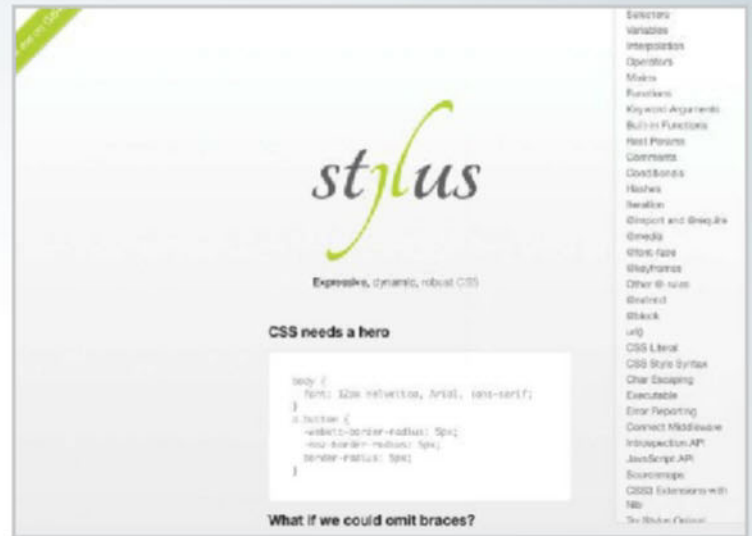 stylus
Expressive, dynamic, robust CSS
CSS needs a hero
body {
font: 12px Helvetica, Arial, sans-serif;
}
a.button {
-webkit-border-radius: 5px;
-moz-border-radius: 5px;
border-radius: 5px;
}
What if we could omit braces?
Selectors
Variables
Interpolation
Operators
Mixins
Functions
Keyword Arguments
Built-in Functions
Rest Params
Comments
Conditionals
Hashes
Iteration
@import and @require
@media
@font-face
@keyframes
Other @-rules
@extend
@block
url()
CSS Literal
CSS Style Syntax
Char Escaping
Executable
Error Reporting
Connect Middleware
Introspection API
JavaScript API
Sourcemaps
CSS3 Extensions with
Nib
Try Stylus Online!